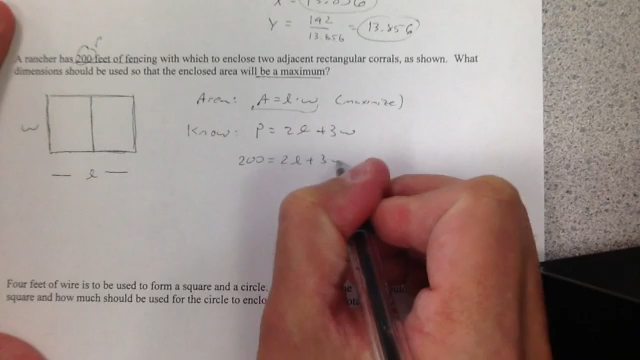 Y = 192 / 13.856 = 13.856
P
A rancher has 200 feet of fencing with which to enclose two adjacent rectangular corrals, as shown. What
dimensions should be used so that the enclosed area will be a maximum?
Area: A = l · w (maximize)
w
Know: P = 2l + 3w
200 = 2l + 3
l
Four feet of wire is to be used to form a square and a circle.
square and how much should be used for the circle to enclo